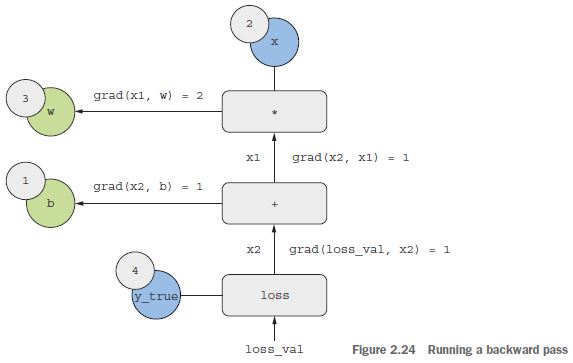 2
x
3
w
grad(x1, w) = 2
*
x1
grad(x2, x1) = 1
1
b
grad(x2, b) = 1
+
x2
grad(loss_val, x2) = 1
4
y_true
loss
loss_val
Figure 2.24 Running a backward pass